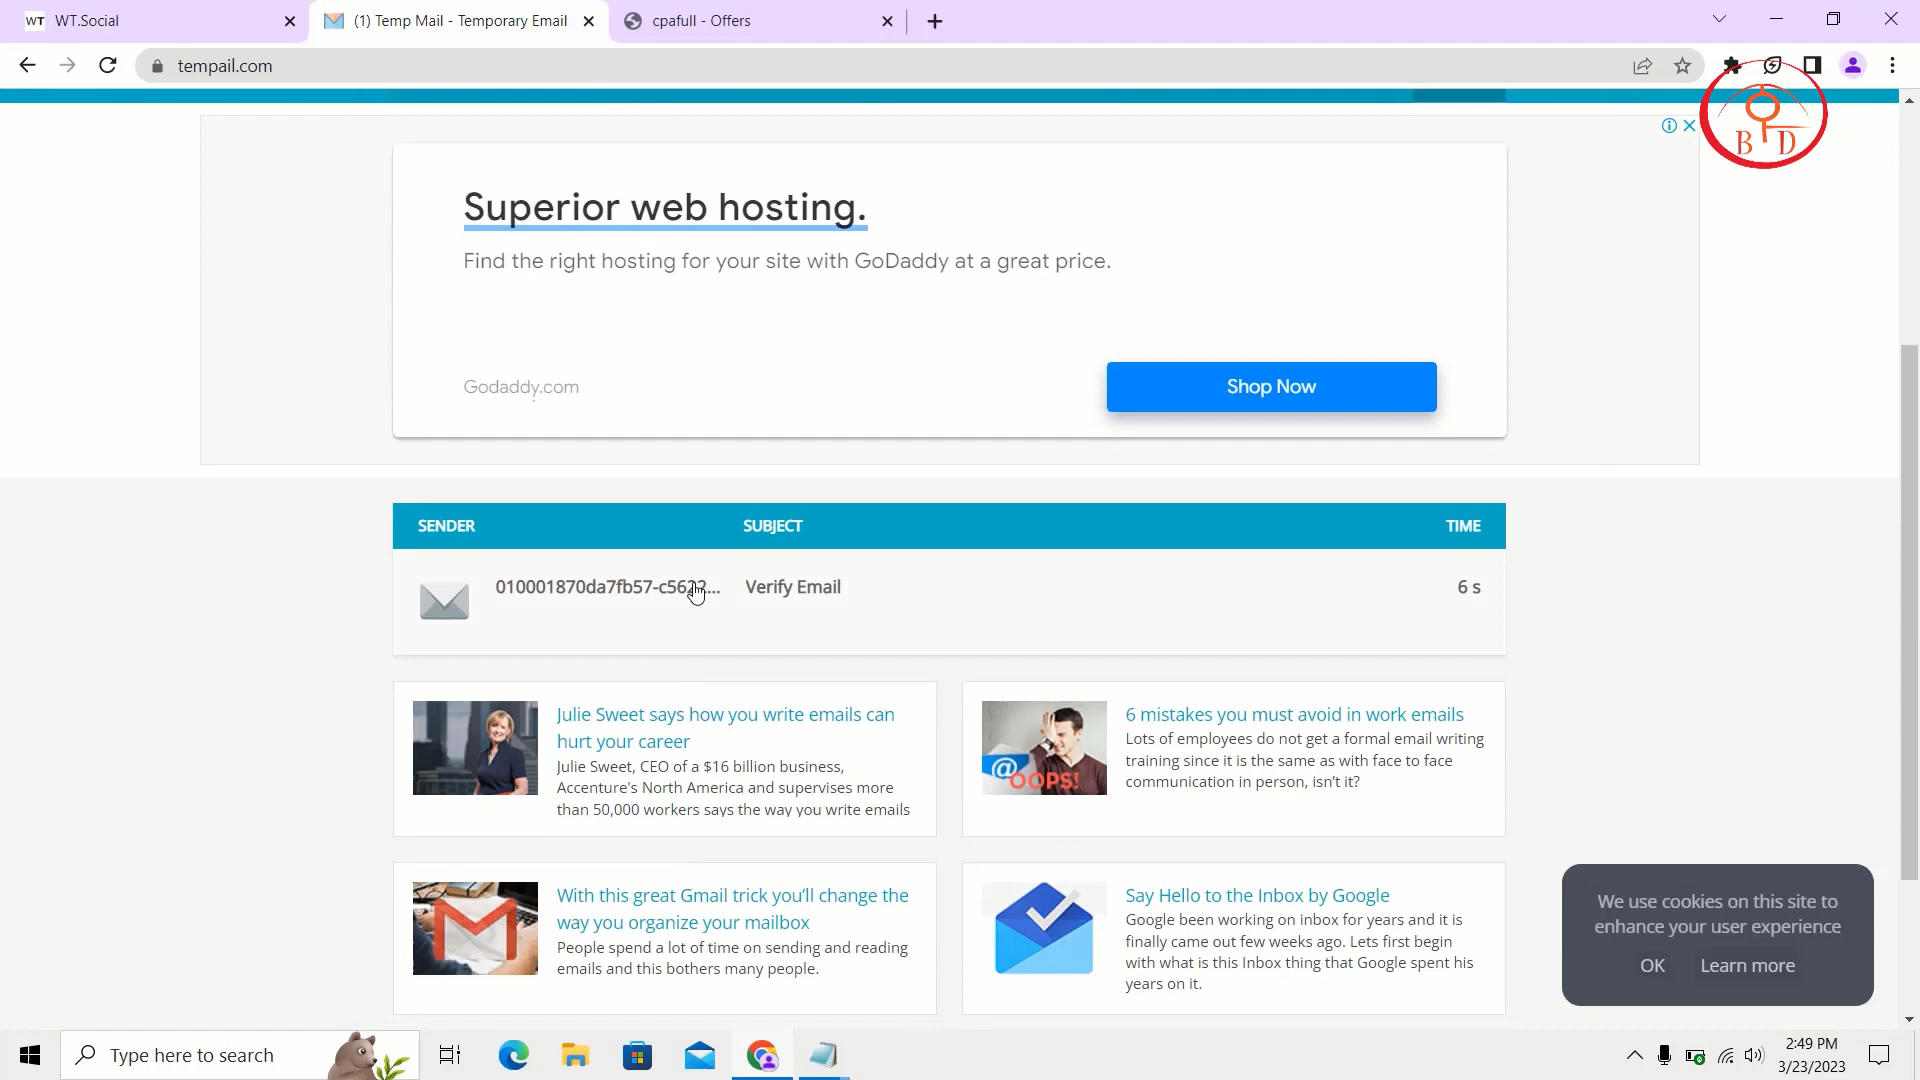 WT WT.Social
(1) Temp Mail - Temporary Email
cpafull - Offers
tempail.com
B D
Superior web hosting.
Find the right hosting for your site with GoDaddy at a great price.
Godaddy.com
Shop Now
SENDER SUBJECT TIME
010001870da7fb57-c5622... Verify Email 6 s
Julie Sweet says how you write emails can
hurt your career
Julie Sweet, CEO of a $16 billion business,
Accenture's North America and supervises more
than 50,000 workers says the way you write emails
@ OOPS!
6 mistakes you must avoid in work emails
Lots of employees do not get a formal email writing
training since it is the same as with face to face
communication in person, isn't it?
With this great Gmail trick you'll change the
way you organize your mailbox
People spend a lot of time on sending and reading
emails and this bothers many people.
Say Hello to the Inbox by Google
Google been working on inbox for years and it is
finally came out few weeks ago. Lets first begin
with what is this Inbox thing that Google spent his
years on it.
We use cookies on this site to
enhance your user experience
OK Learn more
Type here to search
2:49 PM
3/23/2023